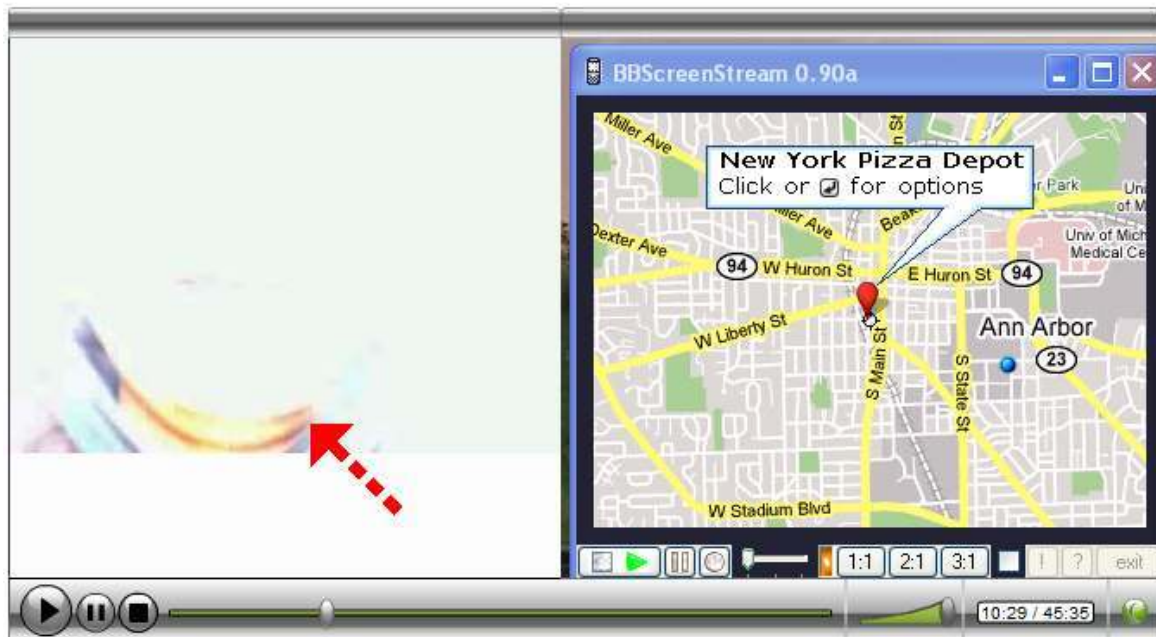 BBScreenStream 0.90a
Miller Ave
New York Pizza Depot
Click or for options
r Park
Uni
of M
Miller Ave
Beak
Univ of Mich
Medical Ce
Dexter Ave
94 W Huron St
E Huron St 94
W Liberty St
Ann Arbor
23
S Main St
S State St
W Stadium Blvd
1:1 2:1 3:1 ! ? exit
10:29 / 45:35